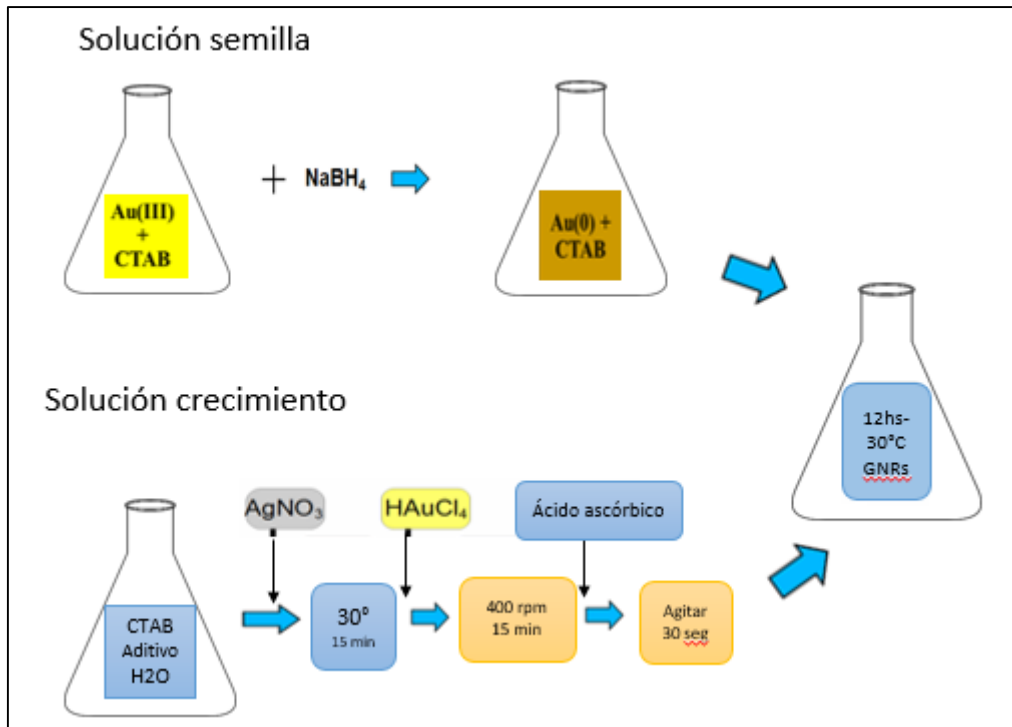 Solución semilla
Au(III)
+
CTAB
+ NaBH₄
Au(0) +
CTAB
Solución crecimiento
CTAB
Aditivo
H2O
AgNO₃
30°
15 min
HAuCl₄
400 rpm
15 min
Ácido ascórbico
Agitar
30 seg
12hs-
30°C
GNRs